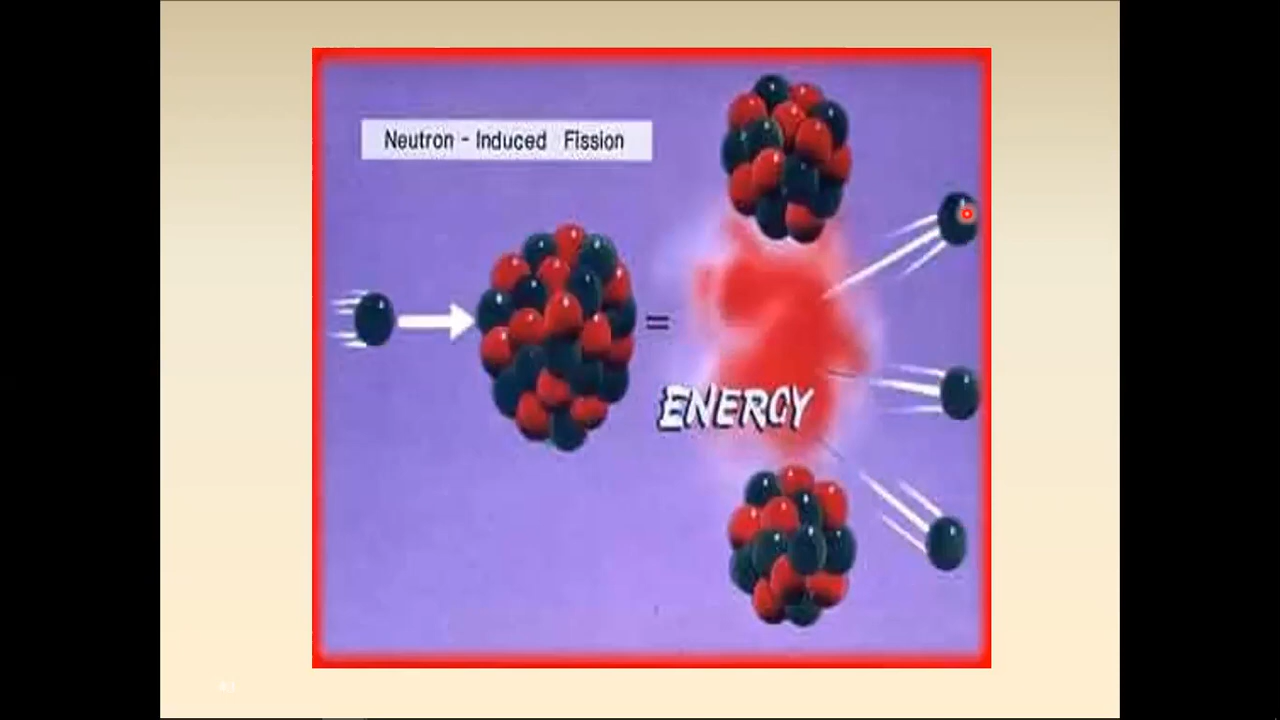 Neutron - Induced Fission
=
ENERGY